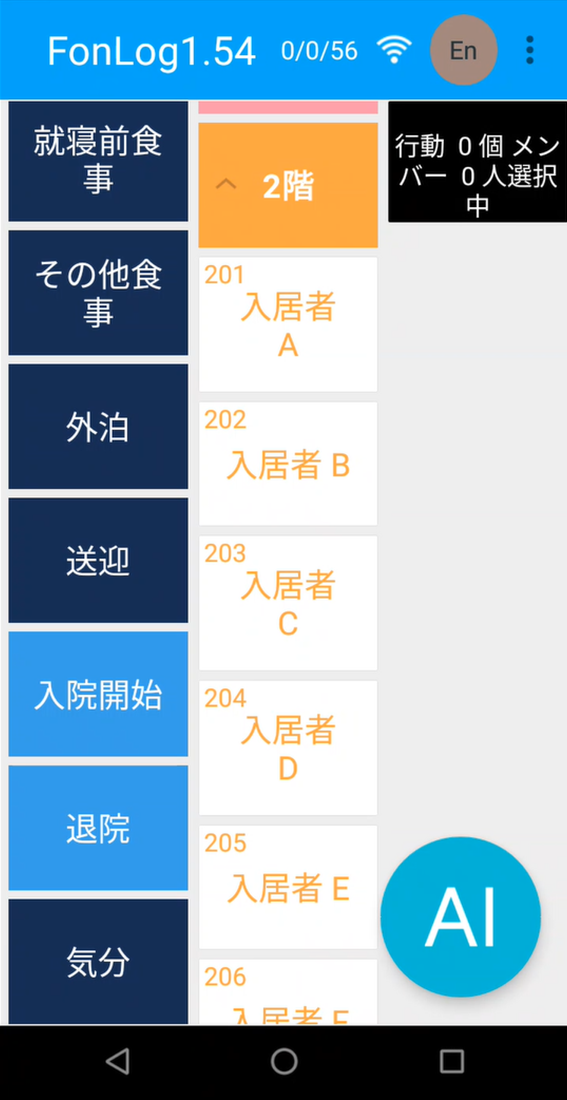 FonLog1.54 0/0/56 En
就寝前食
事
その他食
事
外泊
送迎
入院開始
退院
気分
2階
201
入居者
A
202
入居者 B
203
入居者
C
204
入居者
D
205
入居者 E
206
入居者
行動 0 個 メン
バー 0 人選択
中
AI